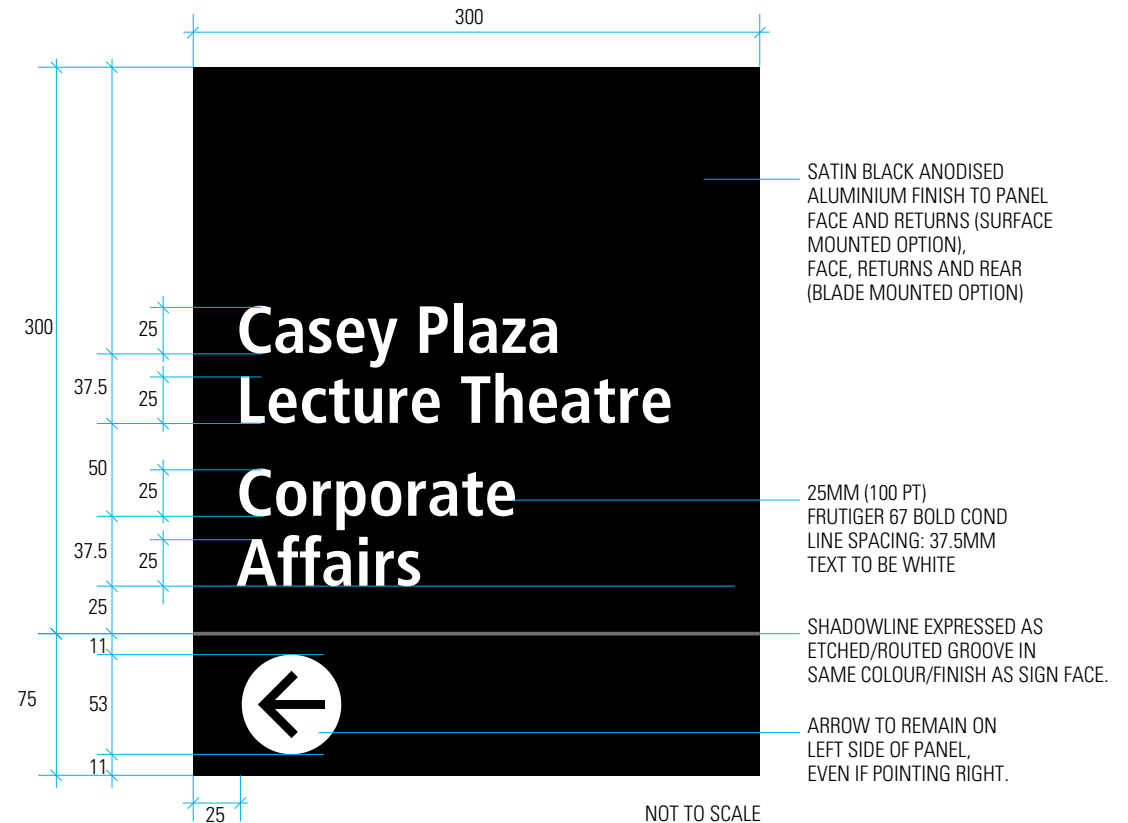 300
SATIN BLACK ANODISED
ALUMINIUM FINISH TO PANEL
FACE AND RETURNS (SURFACE
MOUNTED OPTION),
FACE, RETURNS AND REAR
(BLADE MOUNTED OPTION)
300
25
Casey Plaza
37.5
25
Lecture Theatre
50
25
Corporate
25MM (100 PT)
FRUTIGER 67 BOLD COND
LINE SPACING: 37.5MM
TEXT TO BE WHITE
37.5
25
Affairs
25
11
SHADOWLINE EXPRESSED AS
ETCHED/ROUTED GROOVE IN
SAME COLOUR/FINISH AS SIGN FACE.
75
53
ARROW TO REMAIN ON
LEFT SIDE OF PANEL,
EVEN IF POINTING RIGHT.
11
25
NOT TO SCALE